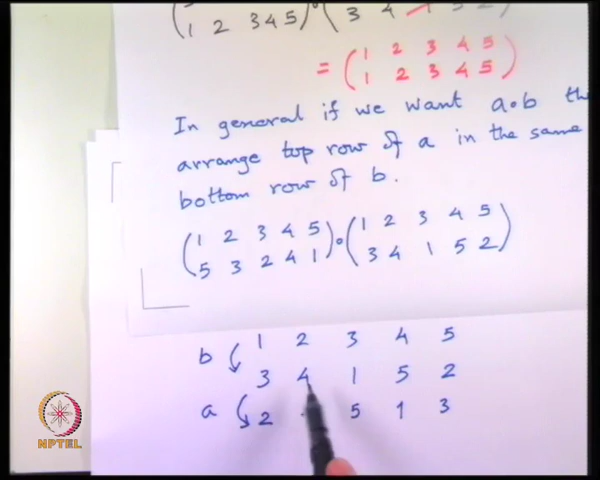 ( 1 2 3 4 5 ) ∘ ( 3 4 1 5 2 )
= ( 1 2 3 4 5
1 2 3 4 5 )
In general if we want a∘b
arrange top row of a in the same
bottom row of b.
( 1 2 3 4 5 ) ∘ ( 1 2 3 4 5 )
5 3 2 4 1 3 4 1 5 2
b 1 2 3 4 5
3 4 1 5 2
a 2 5 1 3
NPTEL